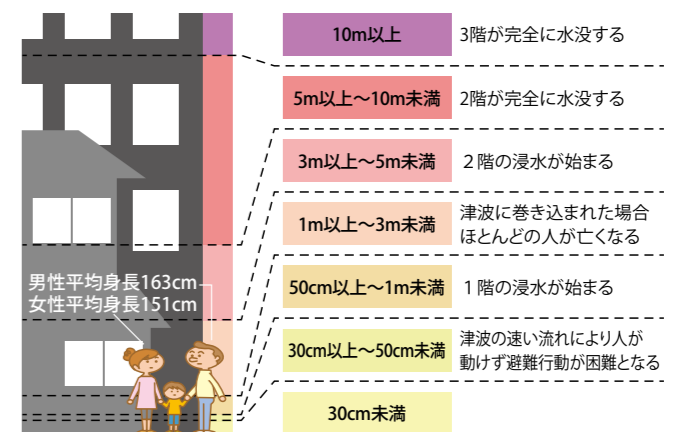 10m以上 3階が完全に水没する
5m以上〜10m未満 2階が完全に水没する
3m以上〜5m未満 2階の浸水が始まる
1m以上〜3m未満 津波に巻き込まれた場合
ほとんどの人が亡くなる
男性平均身長163cm
女性平均身長151cm
50cm以上〜1m未満 1階の浸水が始まる
30cm以上〜50cm未満 津波の速い流れにより人が
動けず避難行動が困難となる
30cm未満